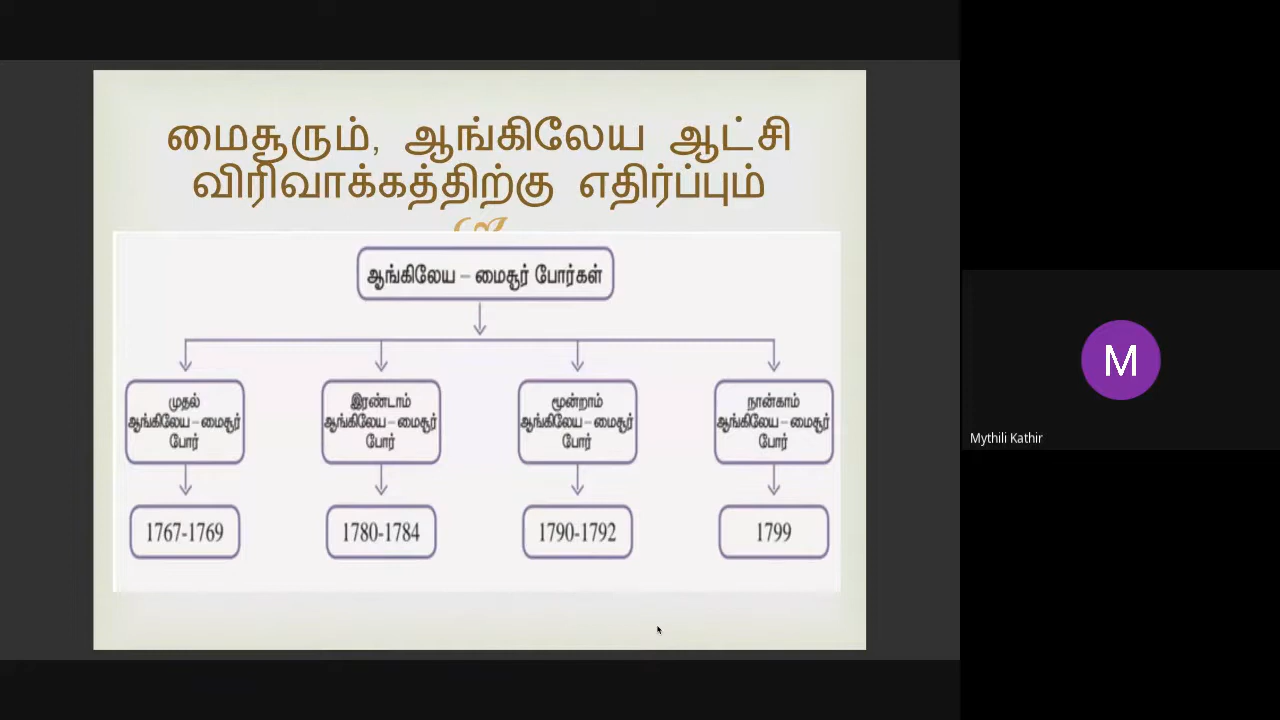 மைசூரும், ஆங்கிலேய ஆட்சி
விரிவாக்கத்திற்கு எதிர்ப்பும்
ஆங்கிலேய – மைசூர் போர்கள்
முதல்
ஆங்கிலேய – மைசூர்
போர்
இரண்டாம்
ஆங்கிலேய – மைசூர்
போர்
மூன்றாம்
ஆங்கிலேய – மைசூர்
போர்
நான்காம்
ஆங்கிலேய – மைசூர்
போர்
1767-1769
1780-1784
1790-1792
1799
M
Mythili Kathir